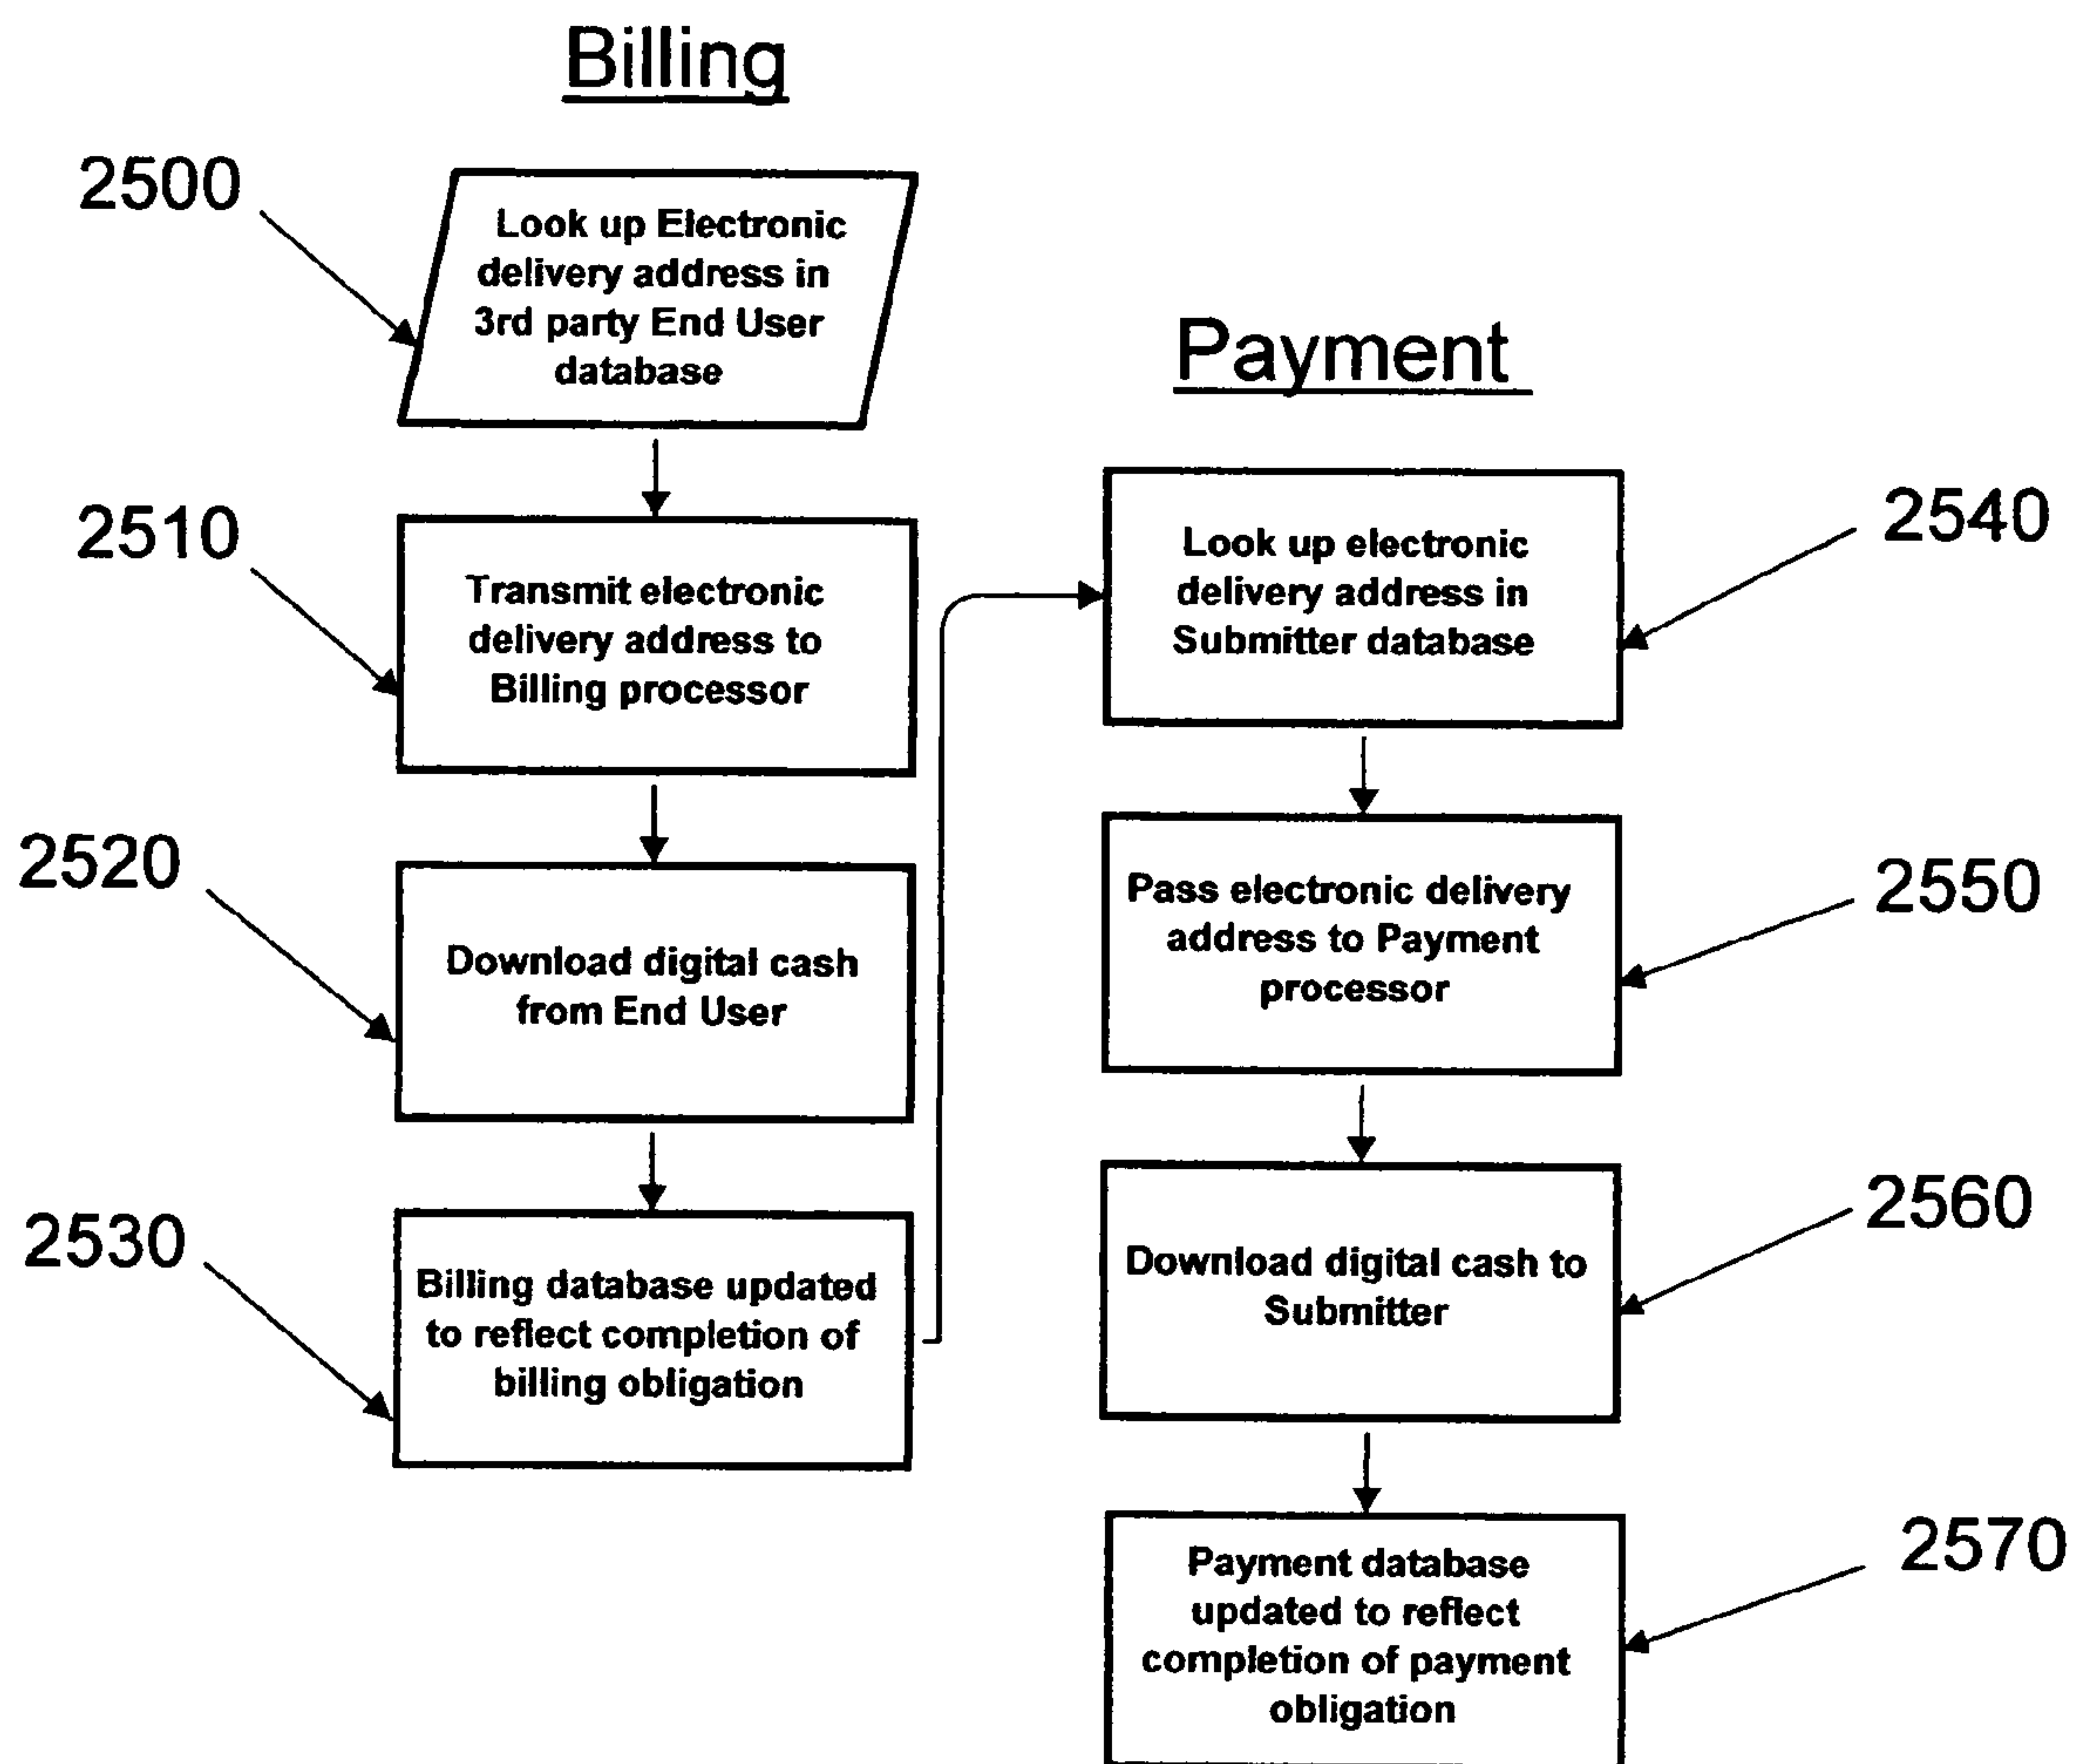 Billing
2500
Look up Electronic
delivery address in
3rd party End User
database
2510
Transmit electronic
delivery address to
Billing processor
2520
Download digital cash
from End User
2530
Billing database updated
to reflect completion of
billing obligation
Payment
2540
Look up electronic
delivery address in
Submitter database
2550
Pass electronic delivery
address to Payment
processor
2560
Download digital cash to
Submitter
2570
Payment database
updated to reflect
completion of payment
obligation